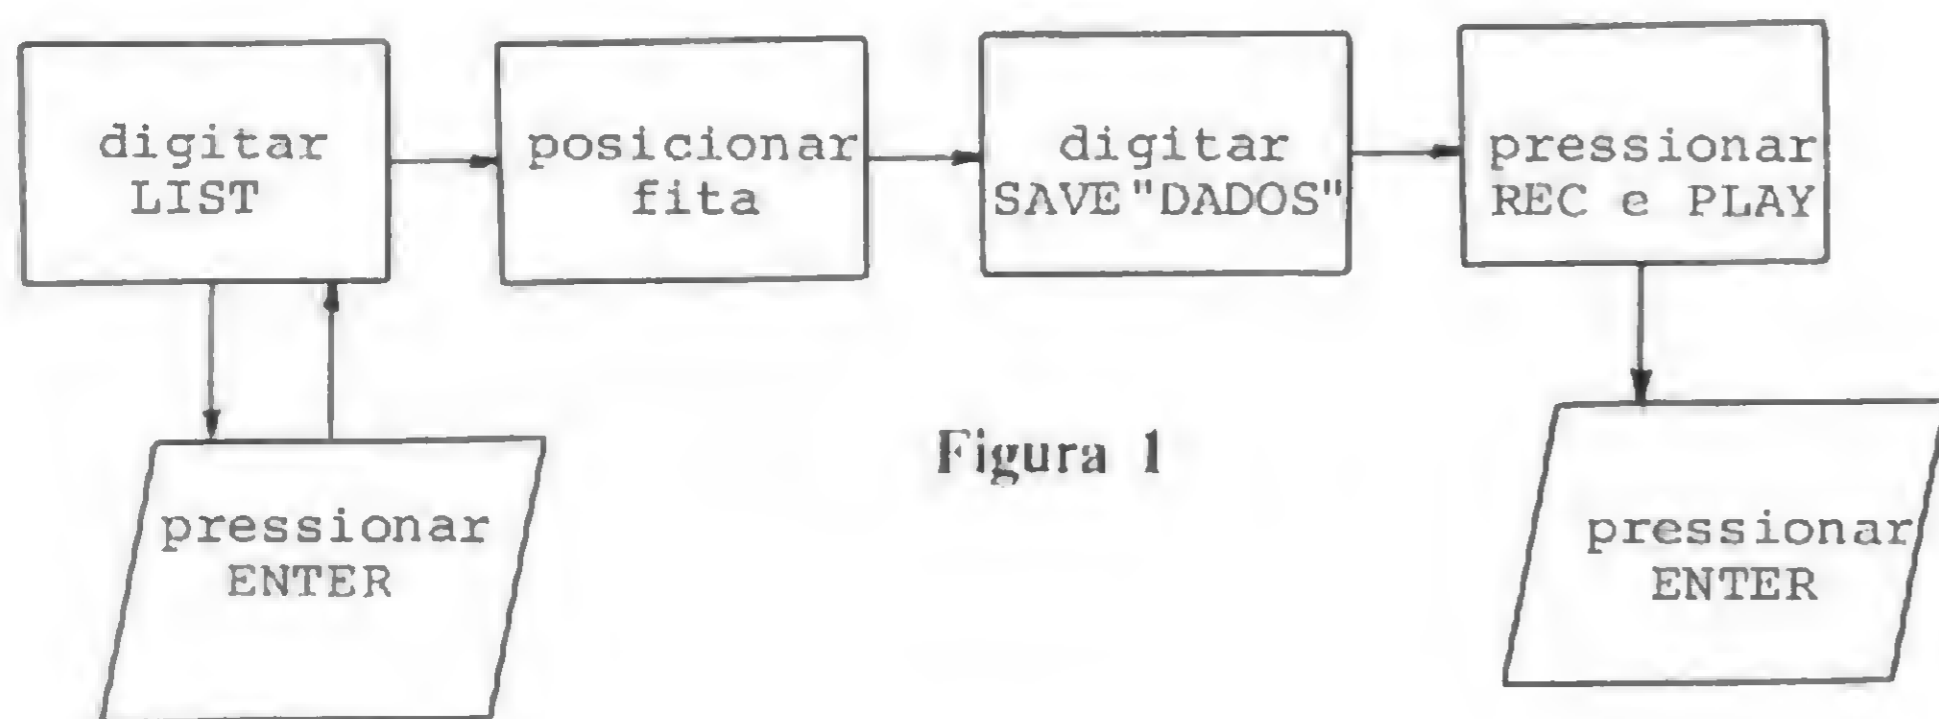 digitar
LIST
posicionar
fita
digitar
SAVE"DADOS"
pressionar
REC e PLAY
pressionar
ENTER
Figura 1
pressionar
ENTER